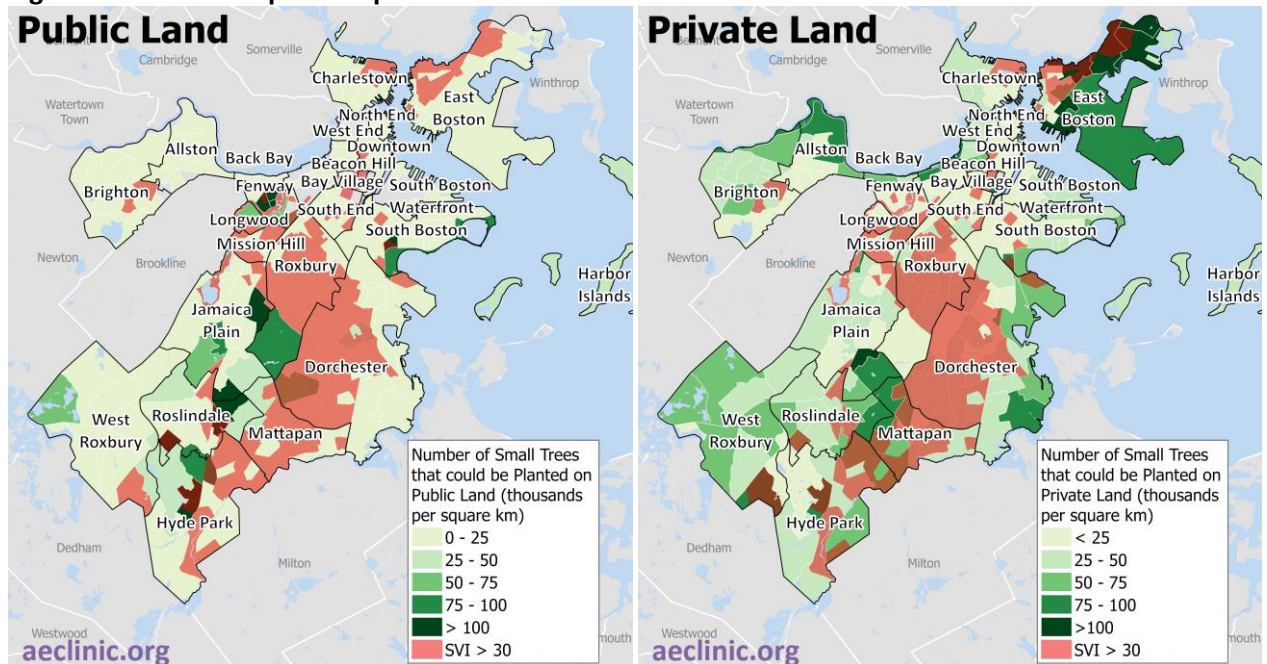 Public Land
Belmont
Cambridge
Somerville
Charlestown
Winthrop
Watertown
Town
North End
West End
East
Boston
Allston
Downtown
Back Bay
Beacon Hill
Brighton
Fenway
Bay Village
South Boston
Waterfront
Longwood
South End
South Boston
Mission Hill
Newton
Brookline
Roxbury
Harbor
Islands
Jamaica
Plain
Dorchester
West
Roxbury
Roslindale
Mattapan
Hyde Park
Dedham
Milton
Westwood
aeclinic.org
Number of Small Trees
that could be Planted on
Public Land (thousands
per square km)
0 - 25
25 - 50
50 - 75
75 - 100
> 100
SVI > 30
Private Land
Cambridge
Somerville
Charlestown
Winthrop
Watertown
Town
North End
West End
East
Boston
Allston
Downtown
Back Bay
Beacon Hill
Brighton
Fenway
Bay Village
South Boston
Waterfront
Longwood
South End
South Boston
Mission Hill
Newton
Brookline
Roxbury
Harbor
Islands
Jamaica
Plain
Dorchester
West
Roxbury
Roslindale
Mattapan
Hyde Park
Dedham
Milton
Westwood
aeclinic.org
Number of Small Trees
that could be Planted on
Private Land (thousands
per square km)
< 25
25 - 50
50 - 75
75 - 100
>100
SVI > 30